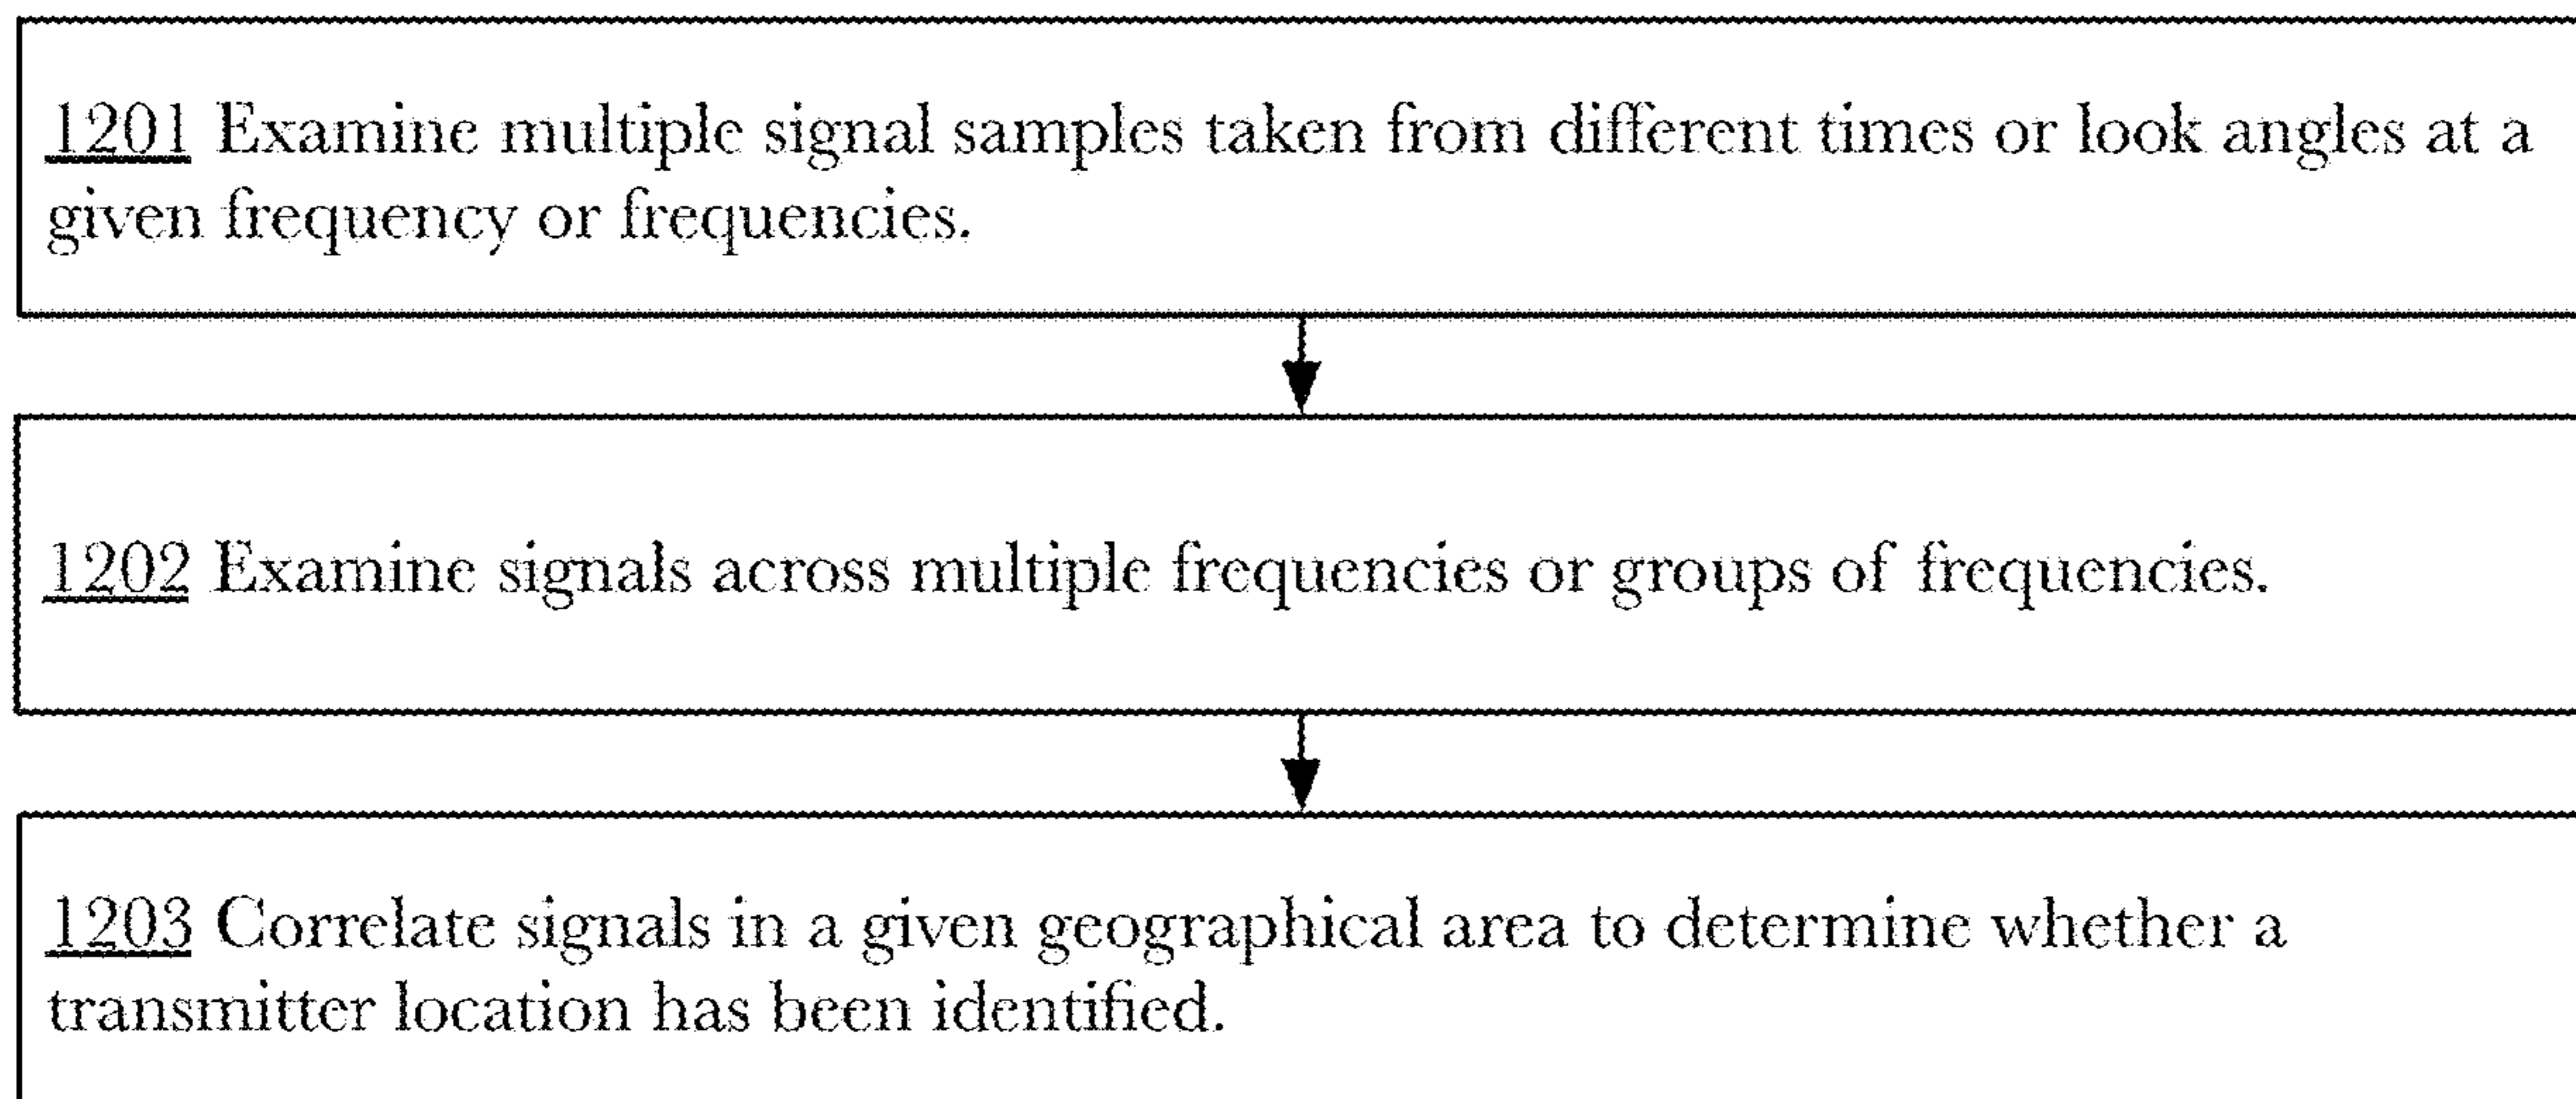 1201 Examine multiple signal samples taken from different times or look angles at a
given frequency or frequencies.
1202 Examine signals across multiple frequencies or groups of frequencies.
1203 Correlate signals in a given geographical area to determine whether a
transmitter location has been identified.